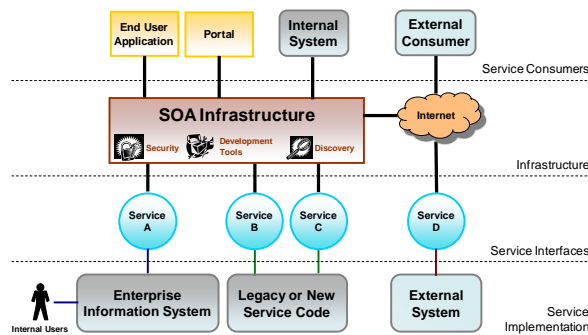 End User
Application
Portal
Internal
System
External
Consumer
Service Consumers
SOA Infrastructure
Internet
Security
Development
Tools
Discovery
Infrastructure
Service
A
Service
B
Service
C
Service
D
Service Interfaces
Enterprise
Information System
Legacy or New
Service Code
External
System
Internal Users
Service
Implementation